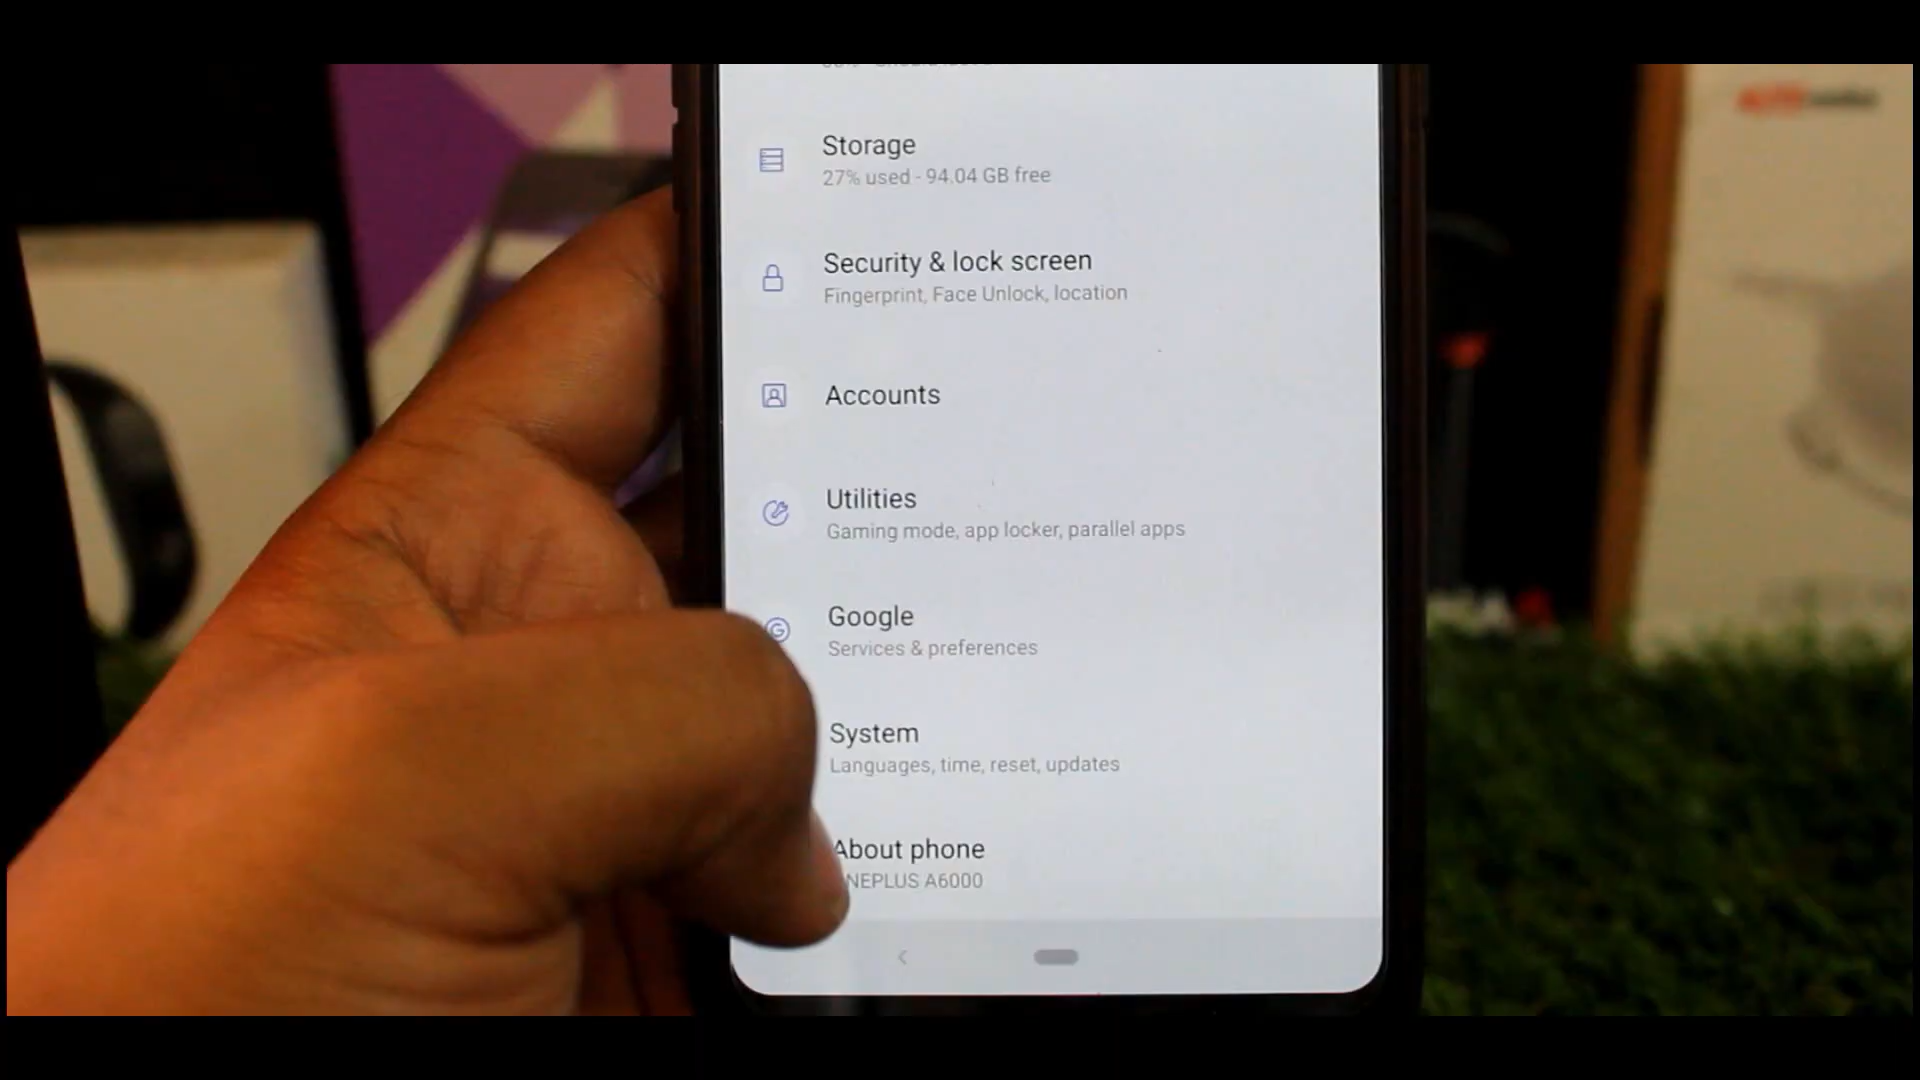 Storage
27% used - 94.04 GB free
Security & lock screen
Fingerprint, Face Unlock, location
Accounts
Utilities
Gaming mode, app locker, parallel apps
Google
Services & preferences
System
Languages, time, reset, updates
About phone
NEPLUS A6000